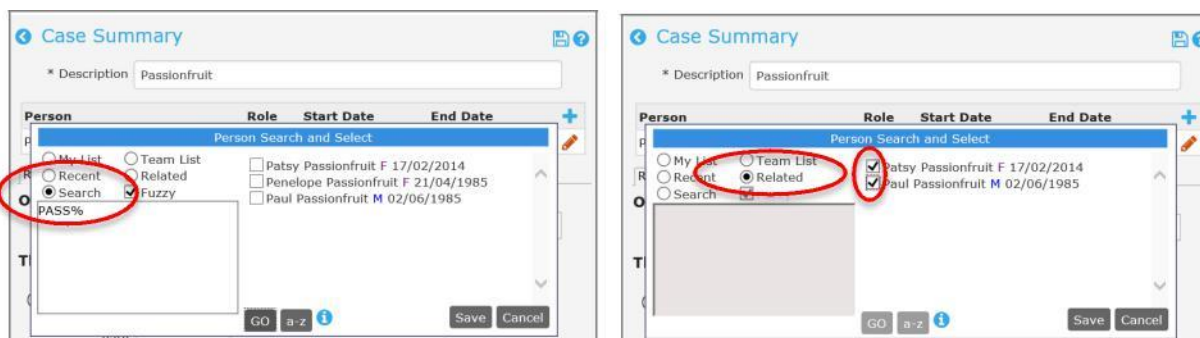 Case Summary
* Description Passionfruit
Person Role Start Date End Date
Person Search and Select
My List Team List
Recent Related
Search Fuzzy
PASS%
Patsy Passionfruit F 17/02/2014
Penelope Passionfruit F 21/04/1985
Paul Passionfruit M 02/06/1985
GO a-z Save Cancel
Case Summary
* Description Passionfruit
Person Role Start Date End Date
Person Search and Select
My List Team List
Recent Related
Search
Patsy Passionfruit F 17/02/2014
Paul Passionfruit M 02/06/1985
GO a-z Save Cancel